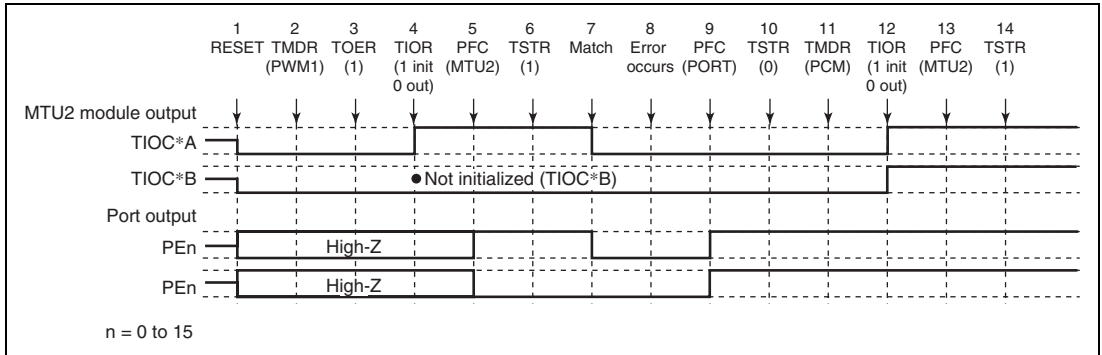 1 2 3 4 5 6 7 8 9 10 11 12 13 14
RESET TMDR TOER TIOR PFC TSTR Match Error PFC TSTR TMDR TIOR PFC TSTR
(PWM1) (1) (1 init (MTU2) (1) occurs (PORT) (0) (PCM) (1 init (MTU2) (1)
0 out) 0 out)
MTU2 module output
TIOC*A
TIOC*B
●Not initialized (TIOC*B)
Port output
PEn
High-Z
PEn
High-Z
n = 0 to 15